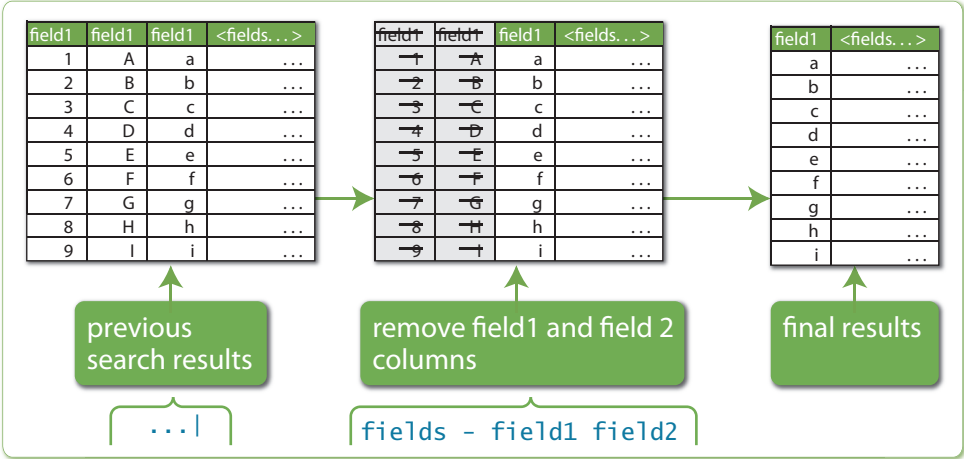 field1 field1 field1 <fields...>
1 A a ...
2 B b ...
3 C c ...
4 D d ...
5 E e ...
6 F f ...
7 G g ...
8 H h ...
9 I i ...
field1 field1 field1 <fields...>
1 A a ...
2 B b ...
3 C c ...
4 D d ...
5 E e ...
6 F f ...
7 G g ...
8 H h ...
9 I i ...
field1 <fields...>
a ...
b ...
c ...
d ...
e ...
f ...
g ...
h ...
i ...
previous
search results
remove field1 and field 2
columns
final results
...|
fields - field1 field2